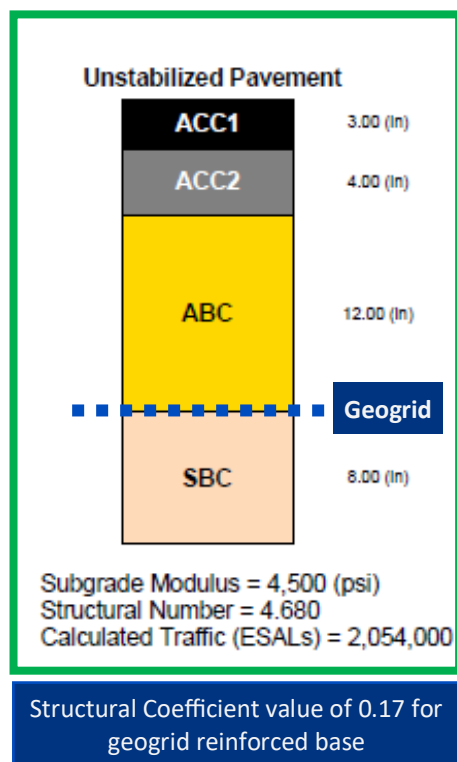 Unstabilized Pavement
ACC1 3.00 (in)
ACC2 4.00 (in)
ABC 12.00 (in)
Geogrid
SBC 8.00 (in)
Subgrade Modulus = 4,500 (psi)
Structural Number = 4.680
Calculated Traffic (ESALs) = 2,054,000
Structural Coefficient value of 0.17 for
geogrid reinforced base